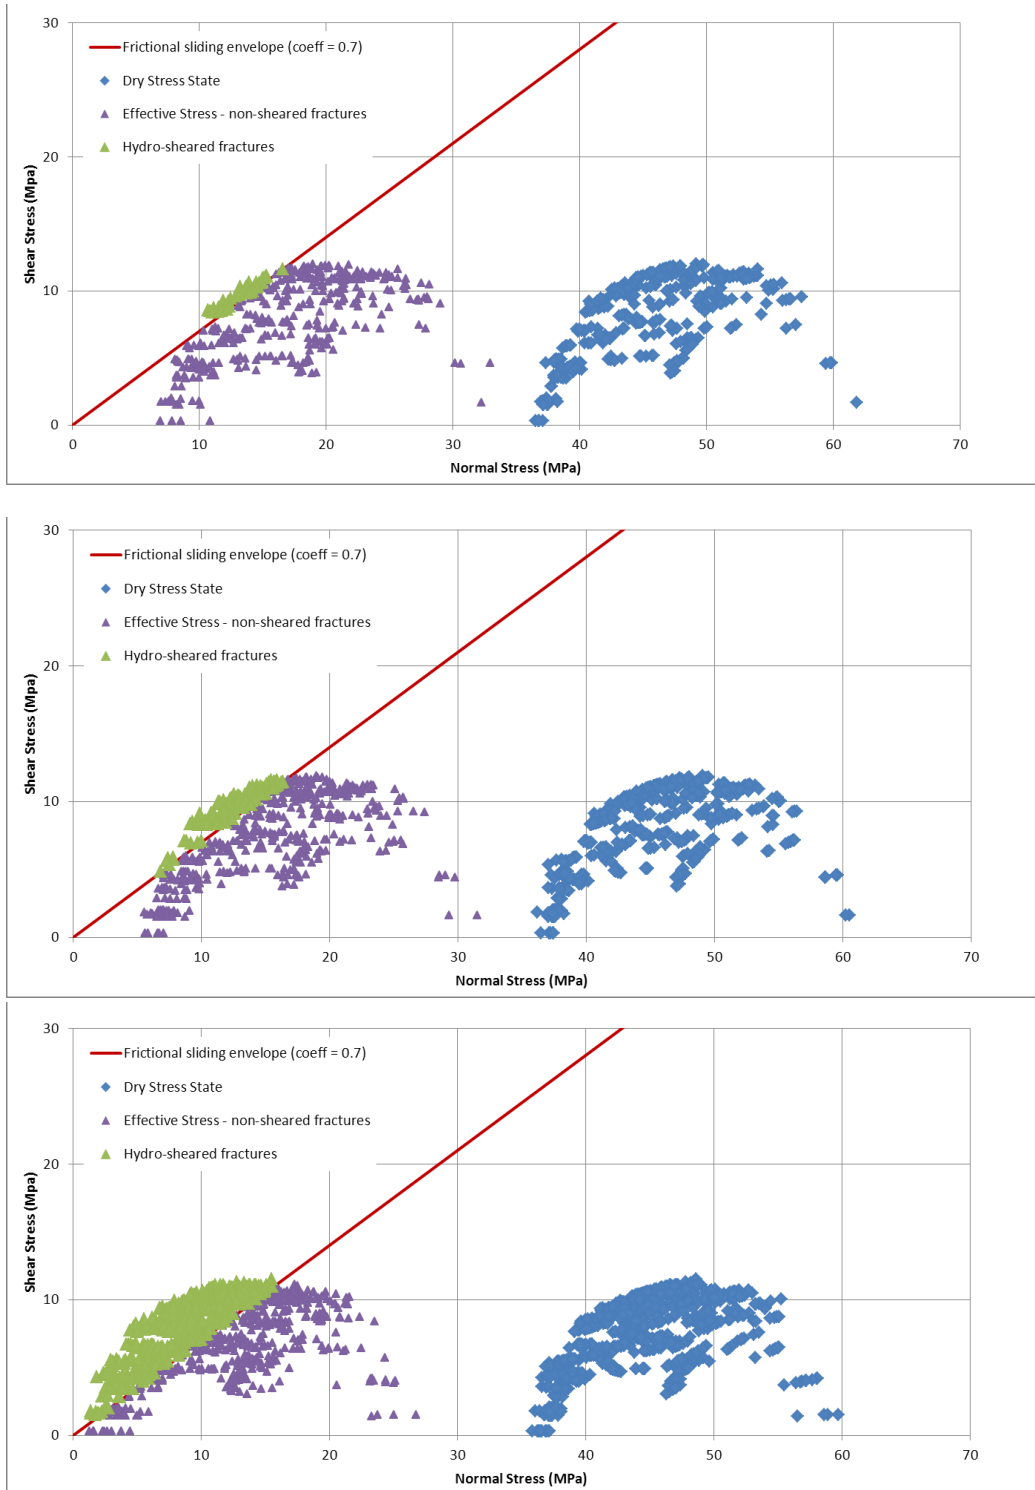 30
Frictional sliding envelope (coeff = 0.7)
Dry Stress State
Effective Stress - non-sheared fractures
Hydro-sheared fractures
20
10
0
Shear Stress (Mpa)
0 10 20 30 40 50 60 70
Normal Stress (MPa)
30
Frictional sliding envelope (coeff = 0.7)
Dry Stress State
Effective Stress - non-sheared fractures
Hydro-sheared fractures
20
10
0
Shear Stress (Mpa)
0 10 20 30 40 50 60 70
Normal Stress (MPa)
30
Frictional sliding envelope (coeff = 0.7)
Dry Stress State
Effective Stress - non-sheared fractures
Hydro-sheared fractures
20
10
0
Shear Stress (Mpa)
0 10 20 30 40 50 60 70
Normal Stress (MPa)